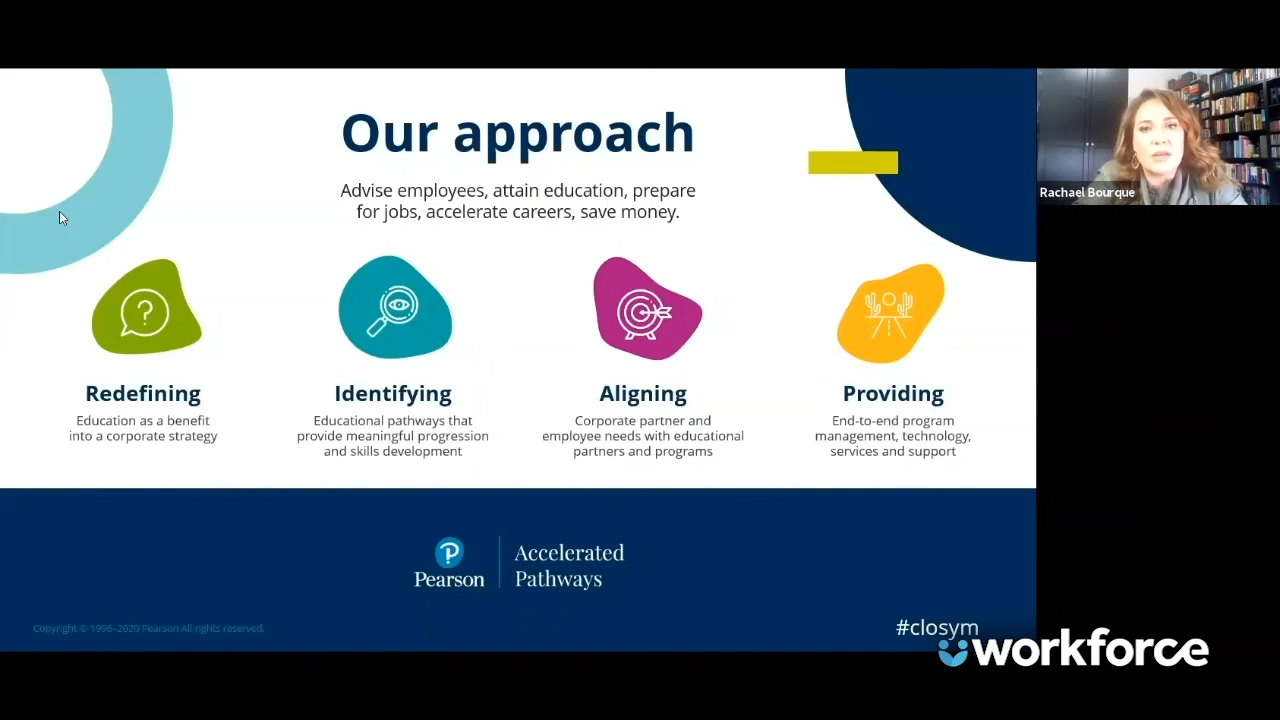 Our approach
Advise employees, attain education, prepare
for jobs, accelerate careers, save money.
?
Redefining
Education as a benefit
into a corporate strategy
Identifying
Educational pathways that
provide meaningful progression
and skills development
Aligning
Corporate partner and
employee needs with educational
partners and programs
Providing
End-to-end program
management, technology,
services and support
P
Pearson
Accelerated
Pathways
Copyright © 1996–2020 Pearson All rights reserved.
#closym
workforce
Rachael Bourque